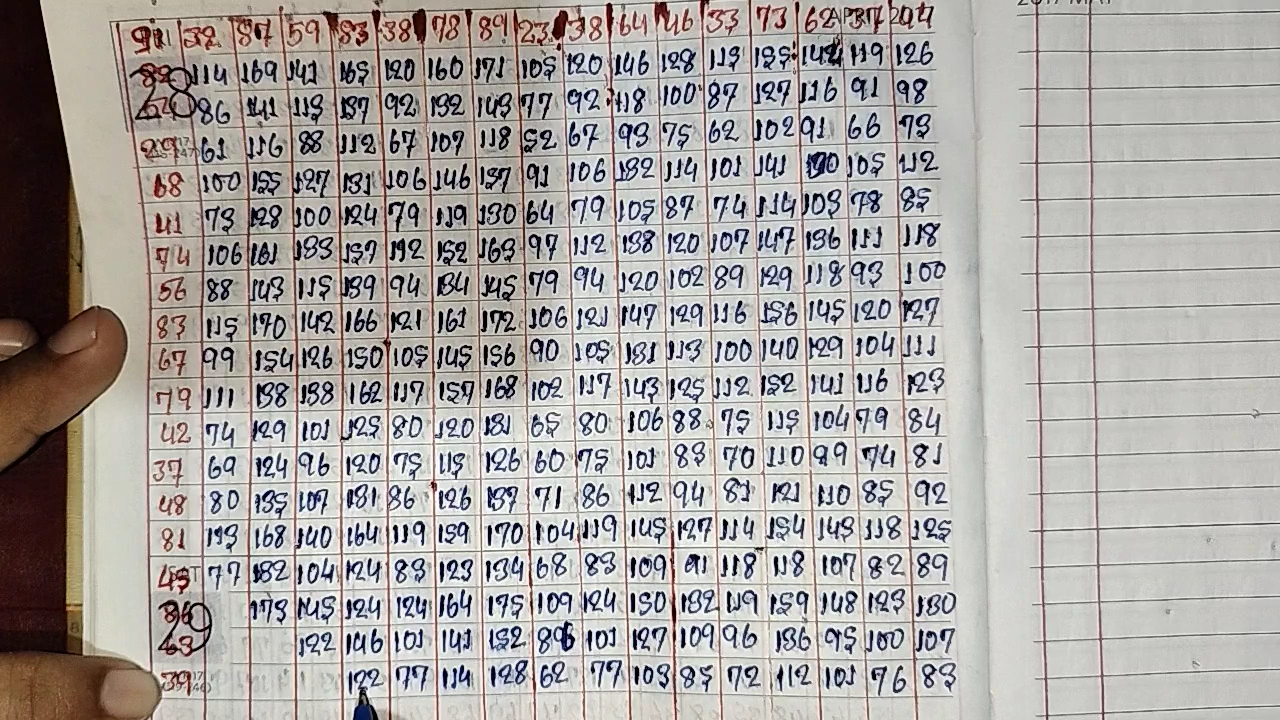 91 32 87 59 83 38 78 89 23 38 64 46 33 73 62 37 44
82 114 169 141 165 120 160 171 105 120 146 128 113 155 142 119 126
86 141 113 137 92 132 143 77 92 118 100 87 127 116 91 98
29 61 116 88 112 67 107 118 52 67 93 75 62 102 91 66 73
68 100 155 127 131 106 146 157 91 106 132 114 101 141 130 105 112
41 73 128 100 124 79 119 130 64 79 105 87 74 114 103 78 85
74 106 161 133 157 112 152 163 97 112 138 120 107 147 136 111 118
56 88 143 115 139 94 134 145 79 94 120 102 89 129 118 93 100
83 115 170 142 166 121 161 172 106 121 147 129 116 156 145 120 127
67 99 154 126 150 105 145 156 90 105 131 113 100 140 129 104 111
79 111 138 138 162 117 157 168 102 117 143 125 112 152 141 116 123
42 74 129 101 125 80 120 131 65 80 106 88 75 115 104 79 84
37 69 124 96 120 75 115 126 60 75 101 83 70 110 99 74 81
48 80 135 107 131 86 126 137 71 86 112 94 81 121 110 85 92
81 113 168 140 164 119 159 170 104 119 145 127 114 154 143 118 125
45 77 132 104 124 83 123 134 68 83 109 91 118 118 107 82 89
86 173 145 124 124 164 175 109 124 150 132 119 159 148 123 130
29
63 122 146 101 141 152 101 127 109 96 136 95 100 107
39 122 77 114 128 62 77 103 85 72 112 101 76 83